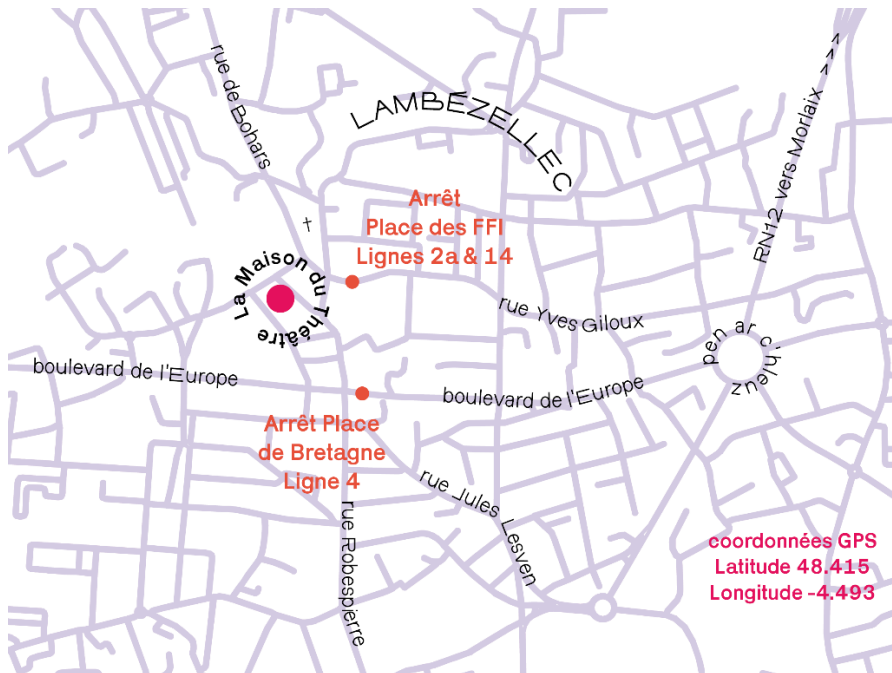 rue de Bohars
LAMBÉZELLEC
RN12 vers Morlaix > > >
Arrêt
Place des FFI
Lignes 2a & 14
La Maison du Théâtre
rue Yves Giloux
pen ar c'hleuz
boulevard de l'Europe
boulevard de l'Europe
Arrêt Place
de Bretagne
Ligne 4
rue Jules Lesven
rue Robespierre
coordonnées GPS
Latitude 48.415
Longitude -4.493